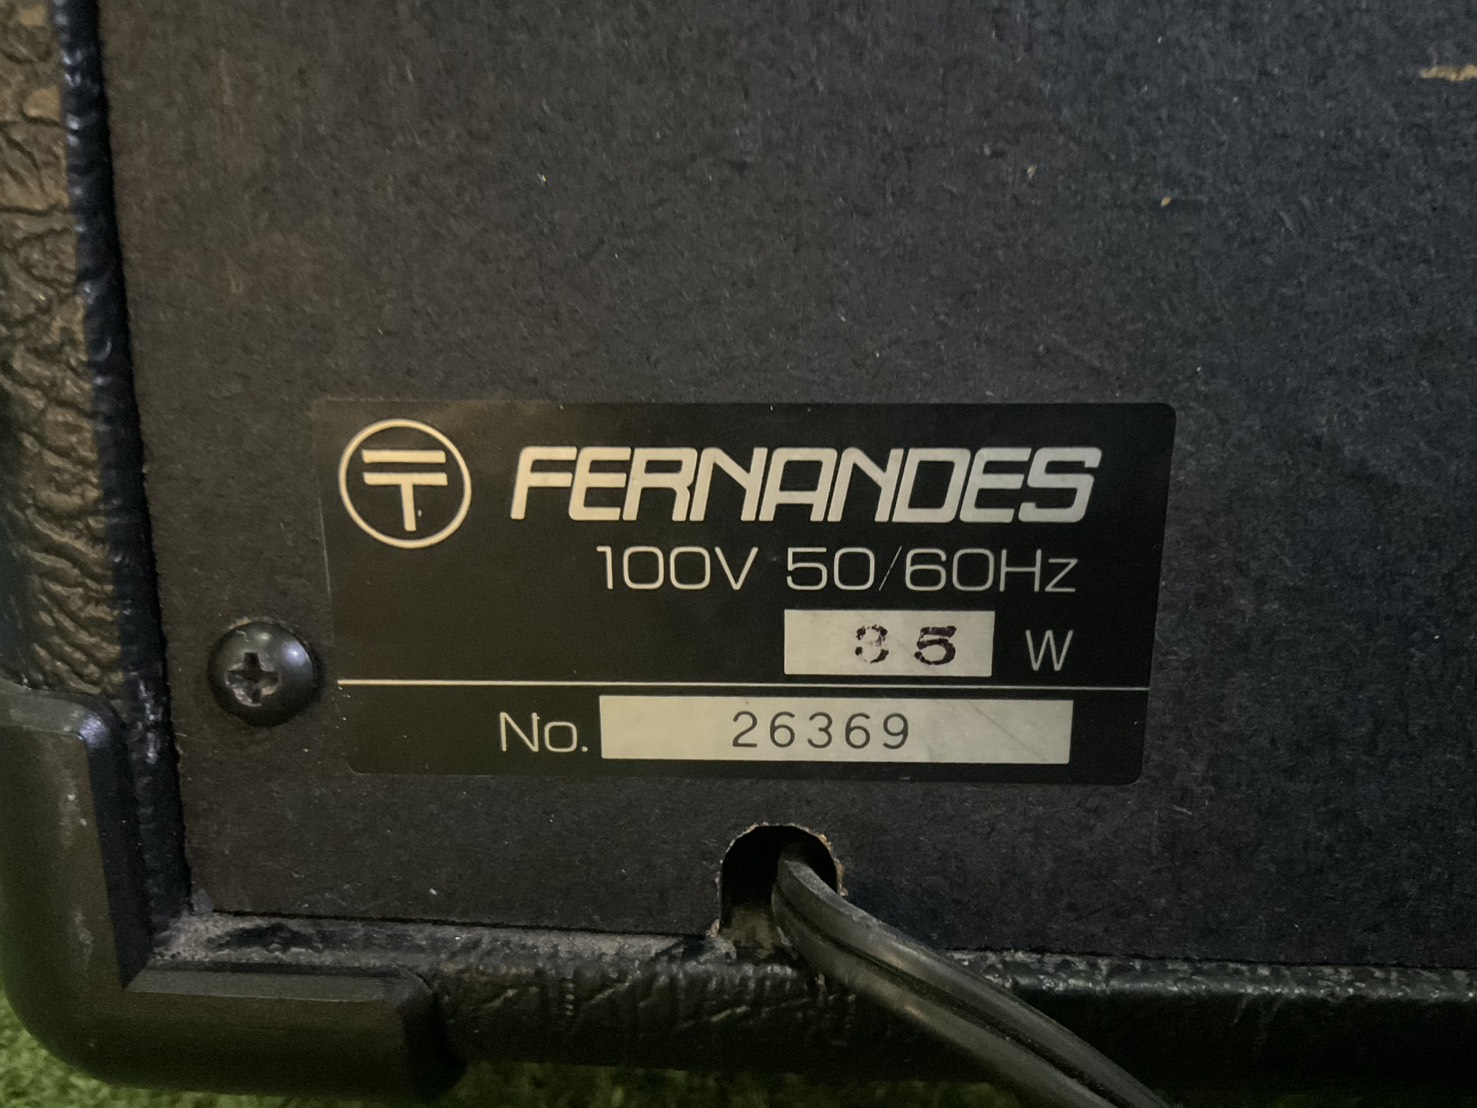 〒 FERNANDES
100V 50/60Hz
35 W
No. 26369